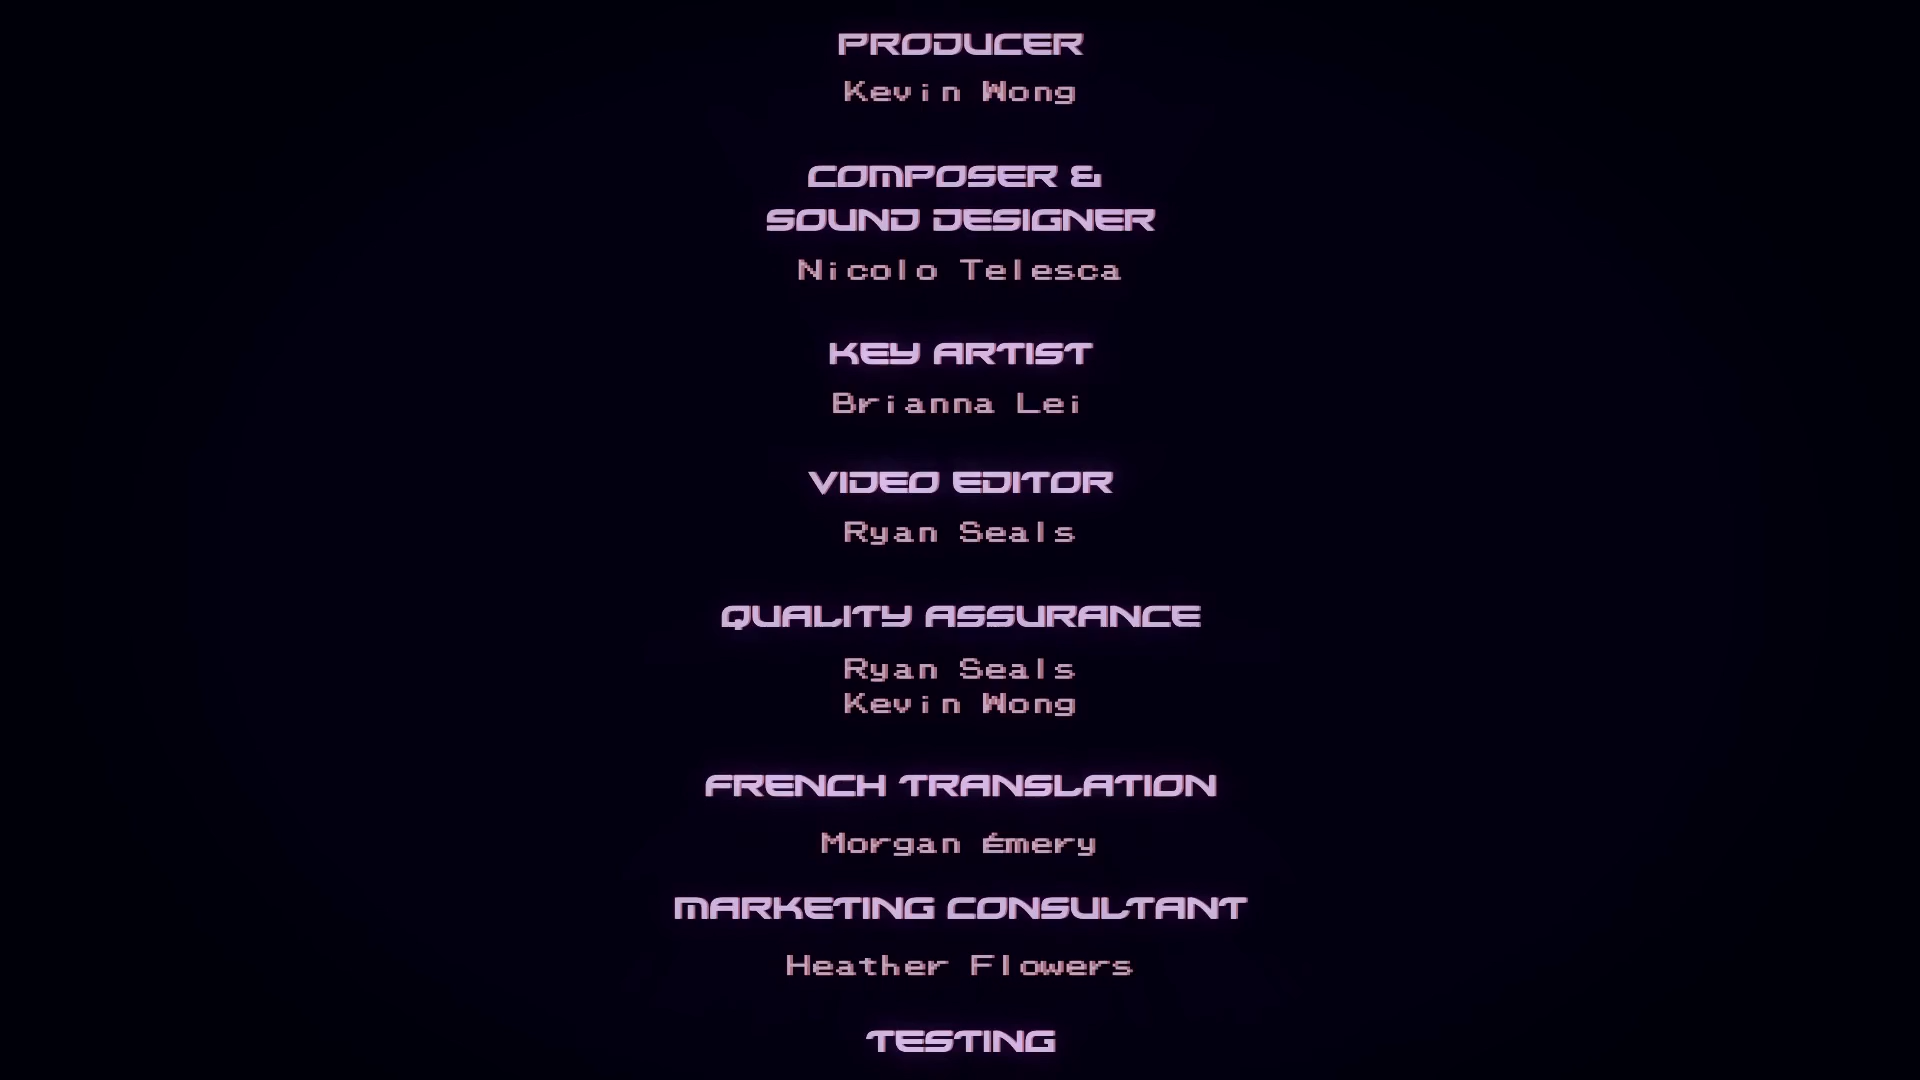 PRODUCER
Kevin Wong
COMPOSER &
SOUND DESIGNER
Nicolo Telesca
KEY ARTIST
Brianna Lei
VIDEO EDITOR
Ryan Seals
QUALITY ASSURANCE
Ryan Seals
Kevin Wong
FRENCH TRANSLATION
Morgan Émery
MARKETING CONSULTANT
Heather Flowers
TESTING